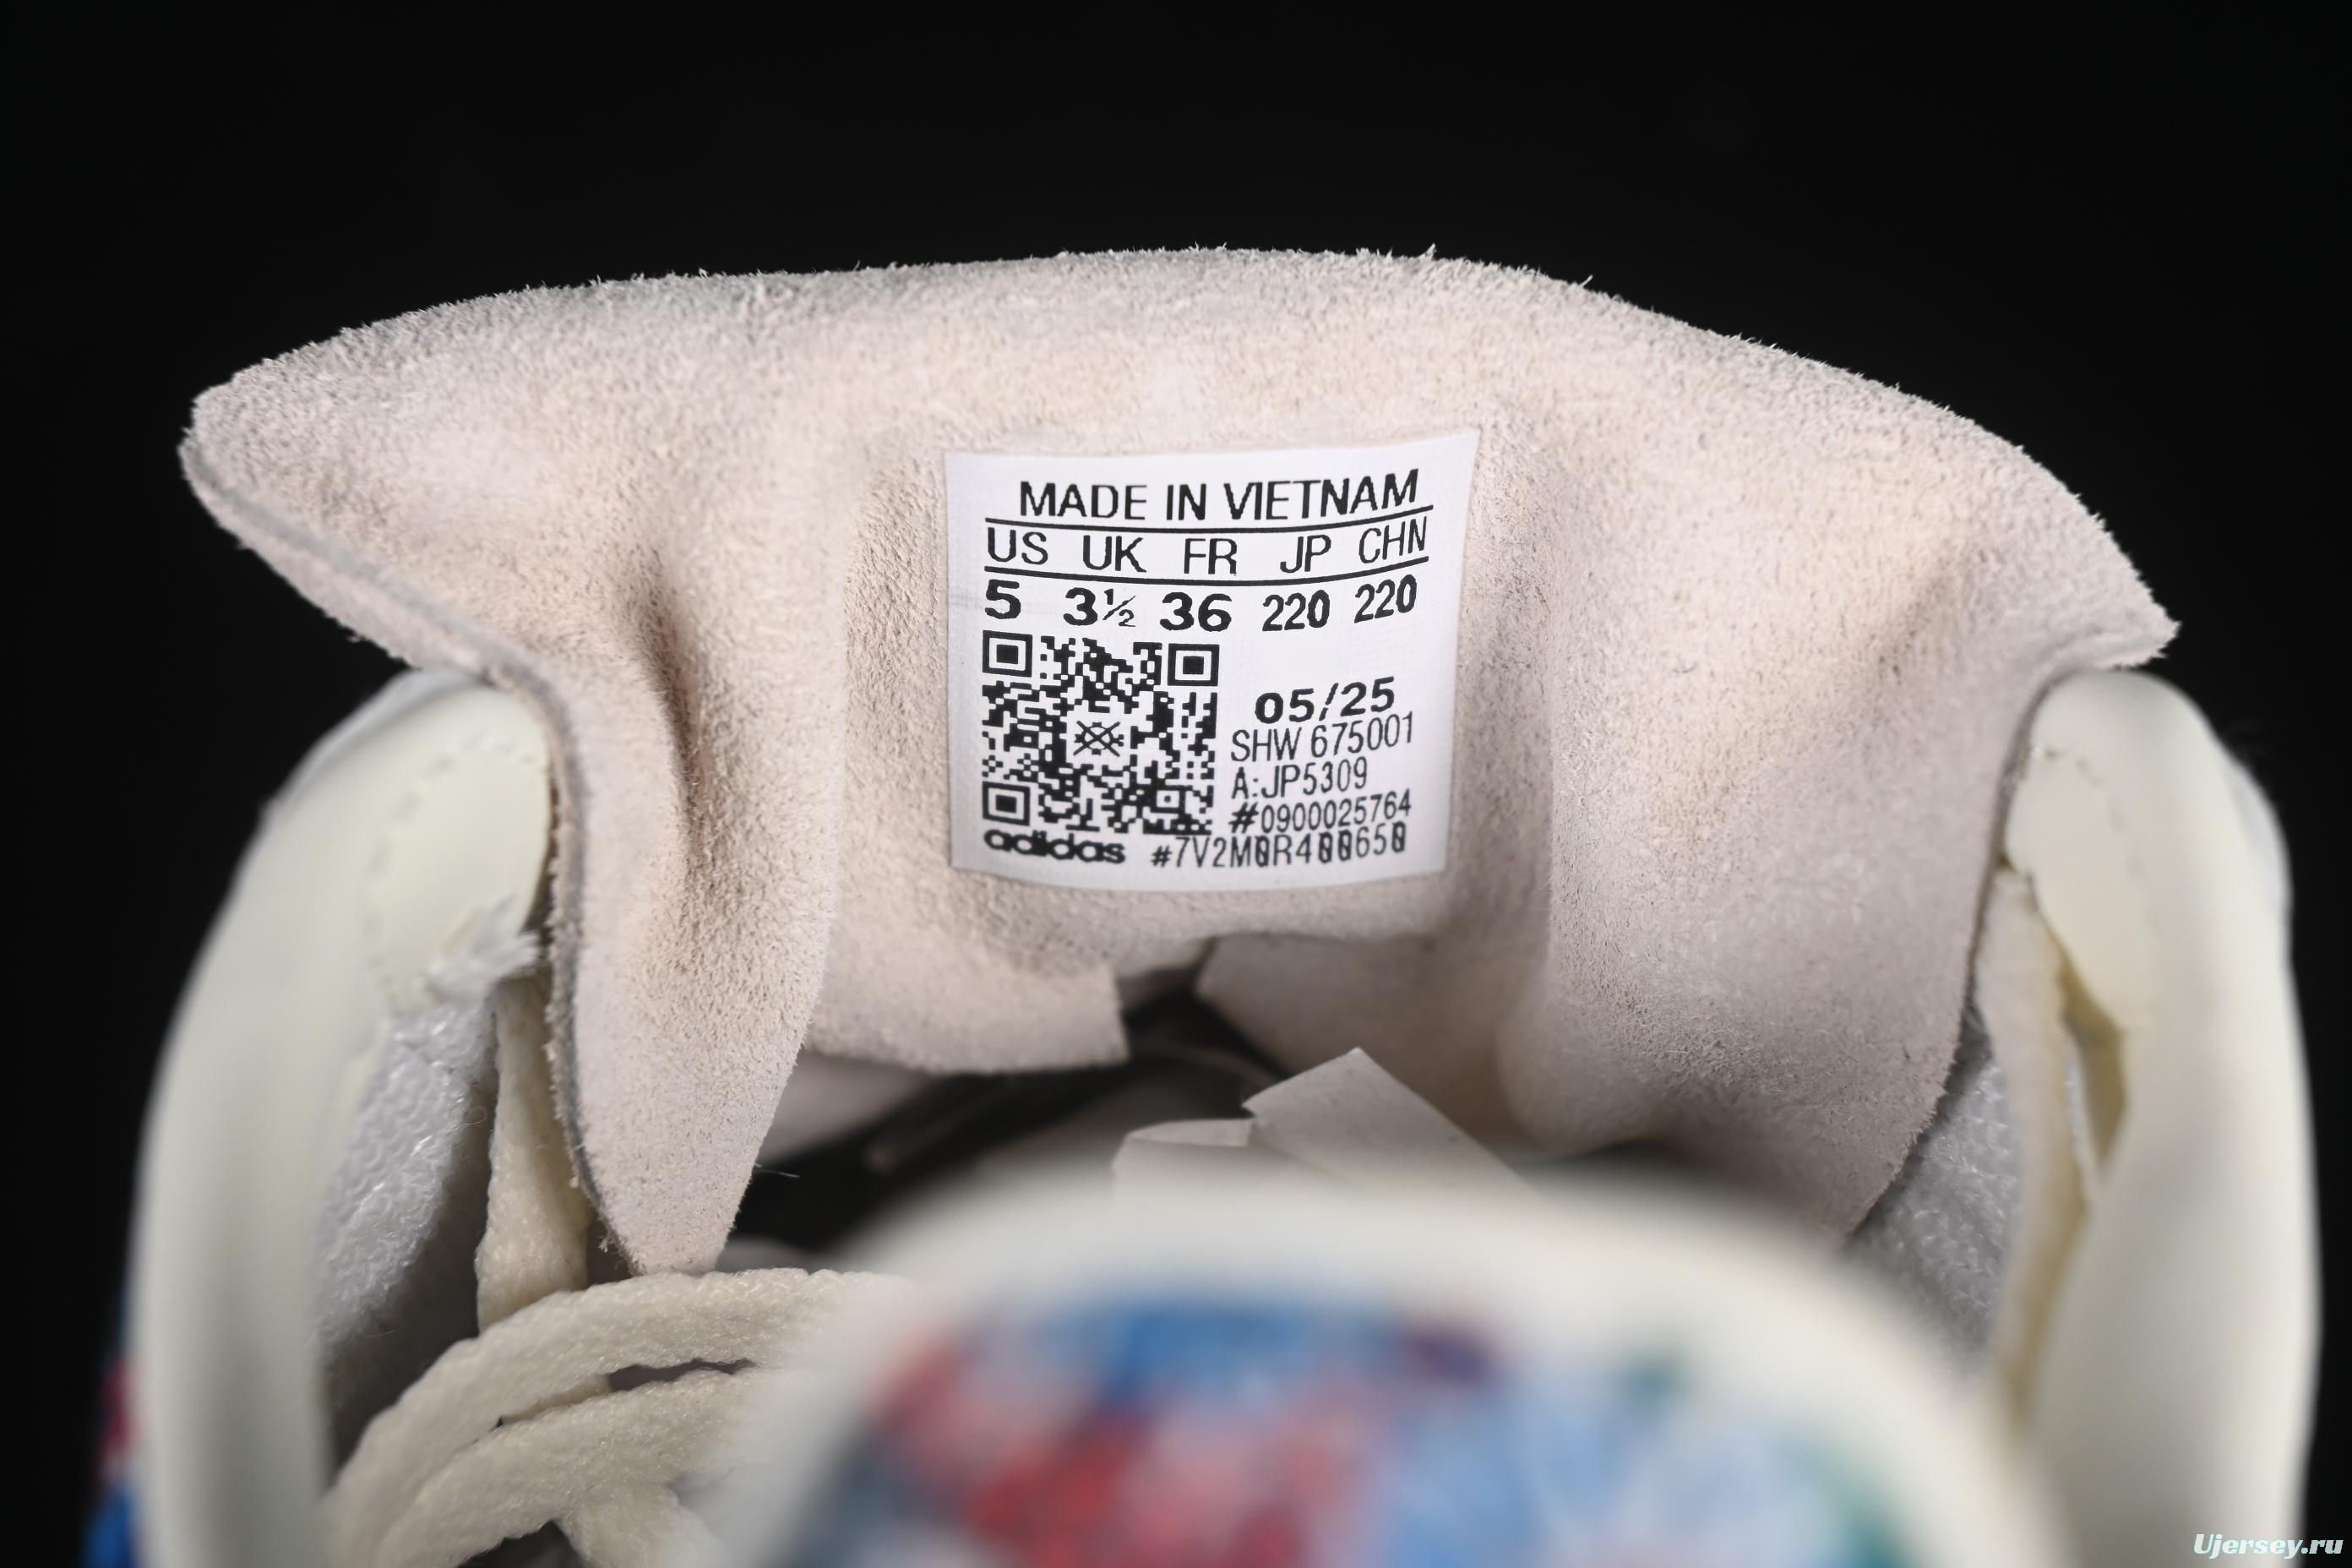 MADE IN VIETNAM
US UK FR JP CHN
5 3½ 36 220 220
05/25
SHW 675001
A:JP5309
#0900025764
adidas #7V2M0R400650
Ujersey.ru